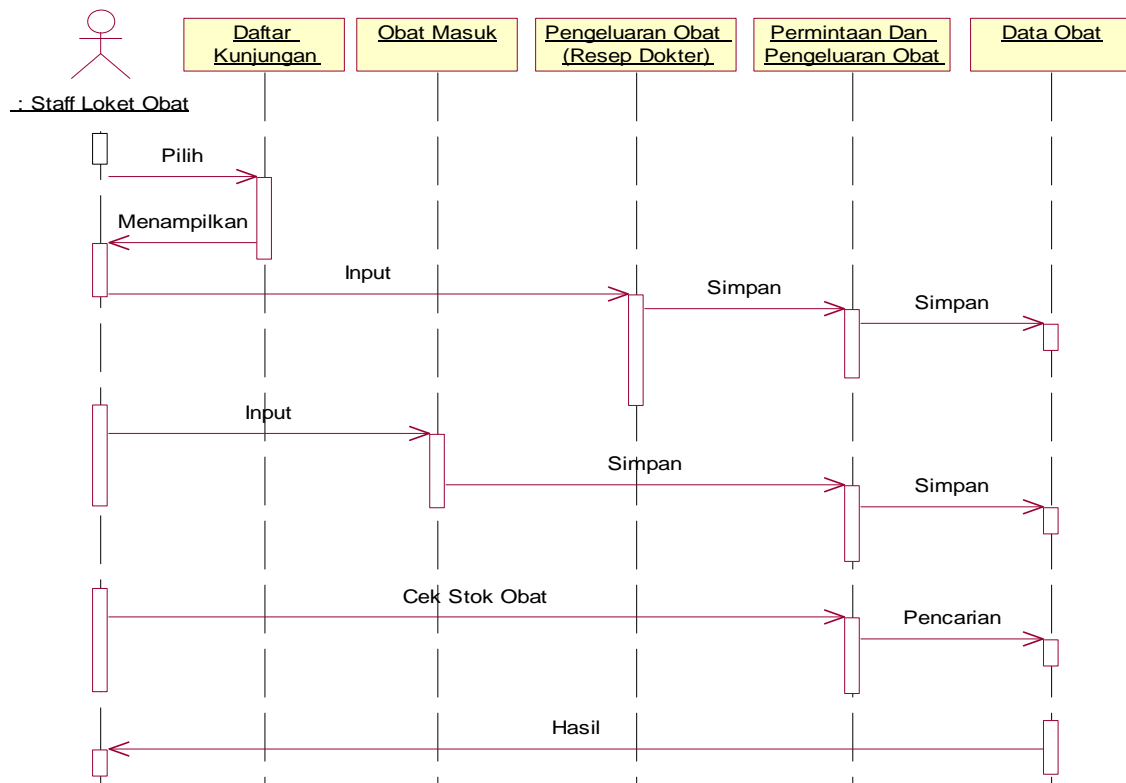 Daftar
Kunjungan
Obat Masuk
Pengeluaran Obat
(Resep Dokter)
Permintaan Dan
Pengeluaran Obat
Data Obat
: Staff Loket Obat
Pilih
Menampilkan
Input
Simpan
Simpan
Input
Simpan
Simpan
Cek Stok Obat
Pencarian
Hasil